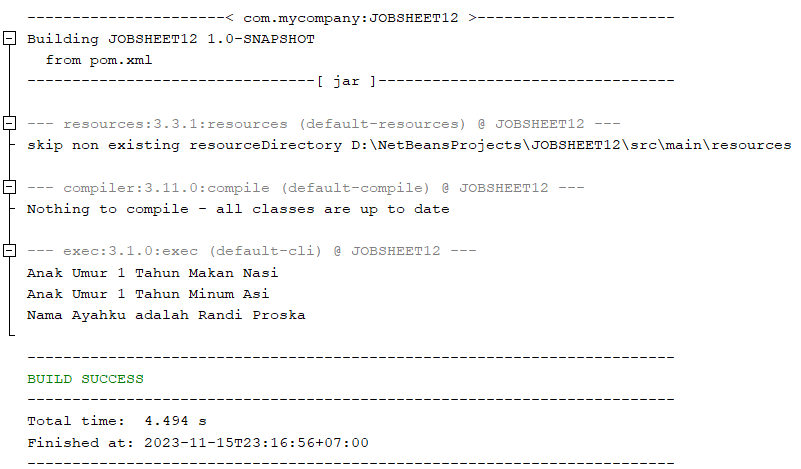 -----------------------< com.mycompany:JOBSHEET12 >----------------------
Building JOBSHEET12 1.0-SNAPSHOT
  from pom.xml
--------------------------------[ jar ]---------------------------------
--- resources:3.3.1:resources (default-resources) @ JOBSHEET12 ---
skip non existing resourceDirectory D:\NetBeansProjects\JOBSHEET12\src\main\resources
--- compiler:3.11.0:compile (default-compile) @ JOBSHEET12 ---
Nothing to compile - all classes are up to date
--- exec:3.1.0:exec (default-cli) @ JOBSHEET12 ---
Anak Umur 1 Tahun Makan Nasi
Anak Umur 1 Tahun Minum Asi
Nama Ayahku adalah Randi Proska
------------------------------------------------------------------------
BUILD SUCCESS
------------------------------------------------------------------------
Total time:  4.494 s
Finished at: 2023-11-15T23:16:56+07:00
------------------------------------------------------------------------